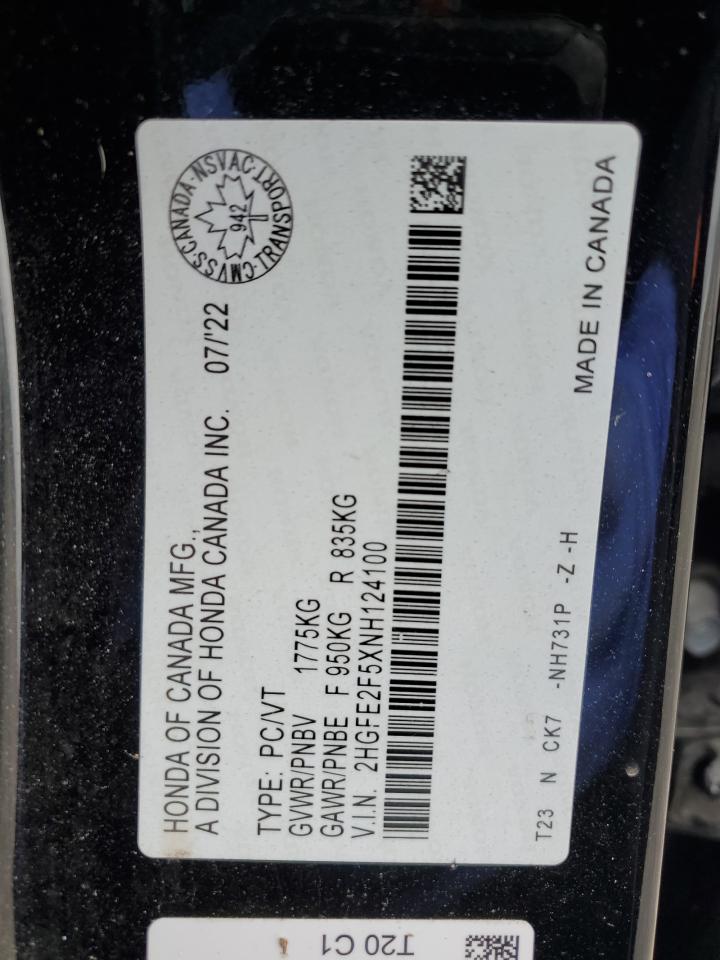 HONDA OF CANADA MFG.,
A DIVISION OF HONDA CANADA INC. 07/'22
TYPE: PC/VT
GVWR/PNBV 1775KG
GAWR/PNBE F 950KG R 835KG
V.I.N. 2HGFE2F5XNH124100
T23 N CK7 -NH731P -Z -H
MADE IN CANADA
CANADA·NSVAC·TRANSPORT·CMVSS·
942
T20 C1